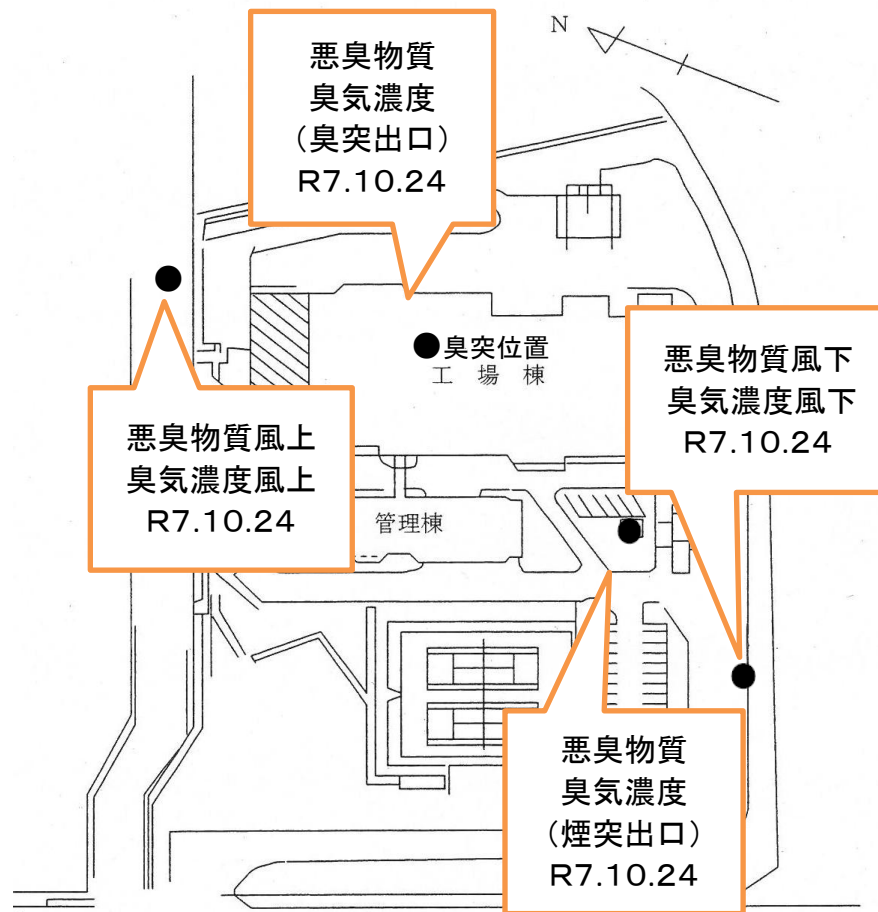 N
悪臭物質
臭気濃度
（臭突出口）
R7.10.24
臭突位置
工場棟
悪臭物質風下
臭気濃度風下
R7.10.24
悪臭物質風上
臭気濃度風上
R7.10.24
管理棟
悪臭物質
臭気濃度
（煙突出口）
R7.10.24